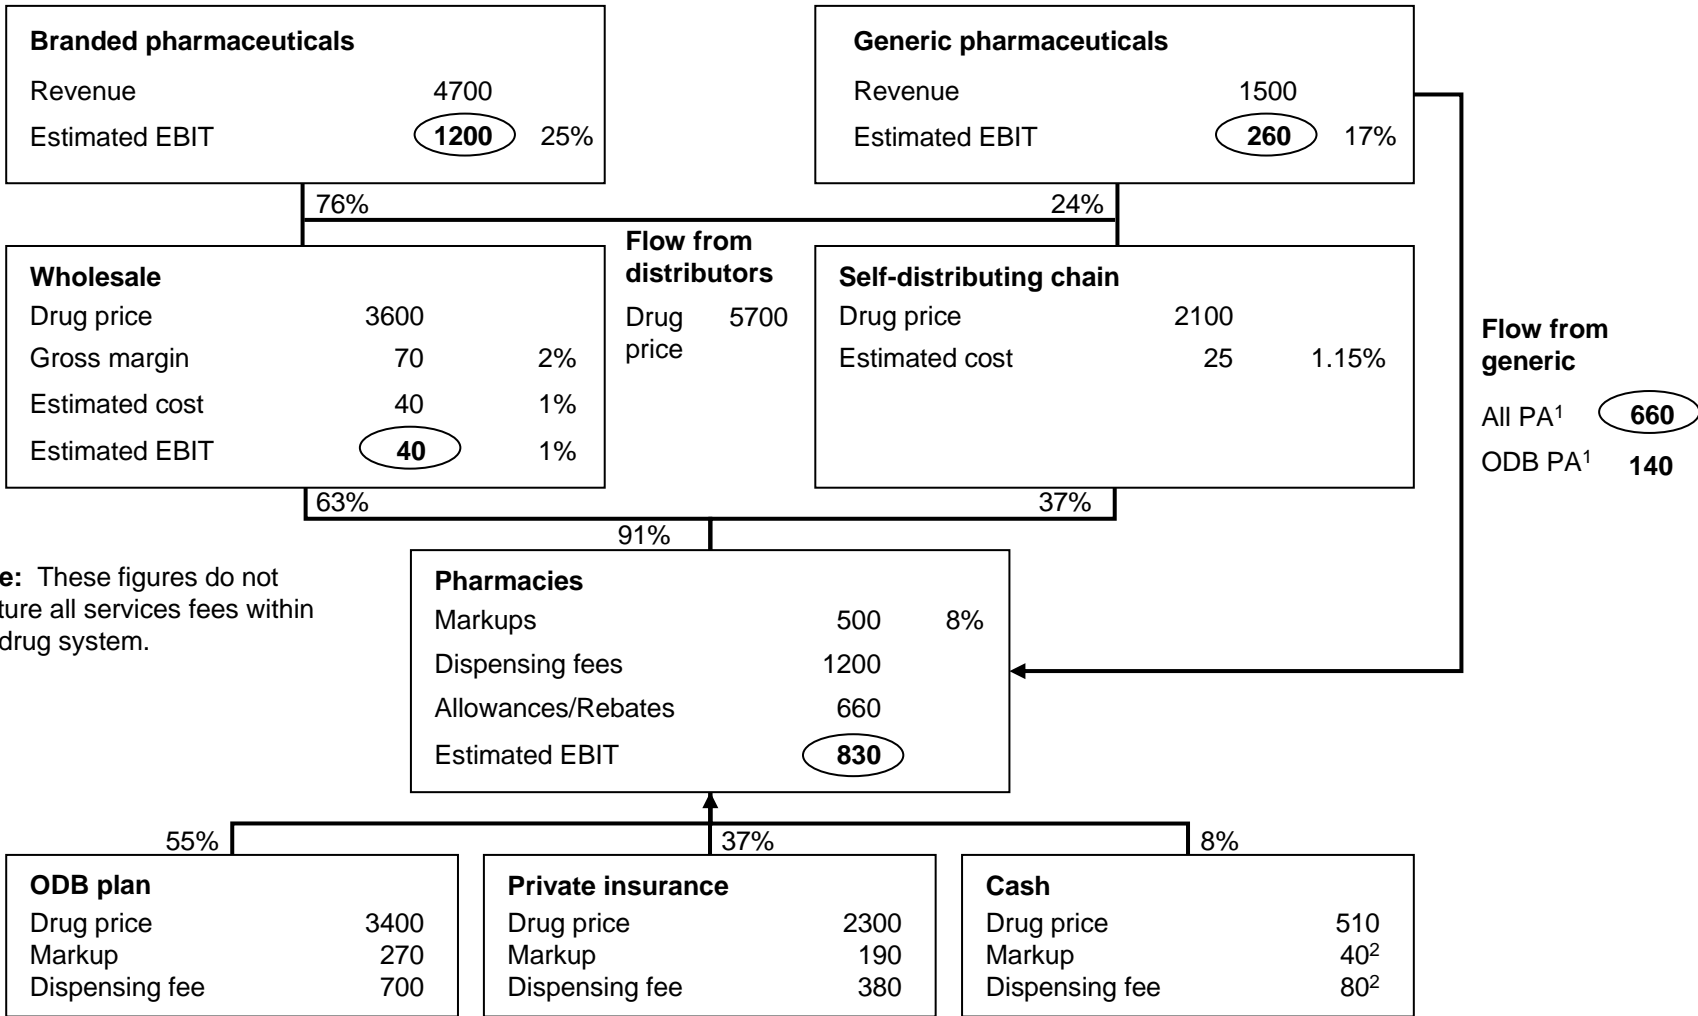 Branded pharmaceuticals
Revenue 4700
Estimated EBIT 1200 25%
Generic pharmaceuticals
Revenue 1500
Estimated EBIT 260 17%
76%
24%
Wholesale
Drug price 3600
Gross margin 70 2%
Estimated cost 40 1%
Estimated EBIT 40 1%
Flow from
distributors
Drug 5700
price
Self-distributing chain
Drug price 2100
Estimated cost 25 1.15%
Flow from
generic
All PA¹ 660
ODB PA¹ 140
63%
37%
91%
e: These figures do not
ture all services fees within
drug system.
Pharmacies
Markups 500 8%
Dispensing fees 1200
Allowances/Rebates 660
Estimated EBIT 830
55%
37%
8%
ODB plan
Drug price 3400
Markup 270
Dispensing fee 700
Private insurance
Drug price 2300
Markup 190
Dispensing fee 380
Cash
Drug price 510
Markup 40²
Dispensing fee 80²